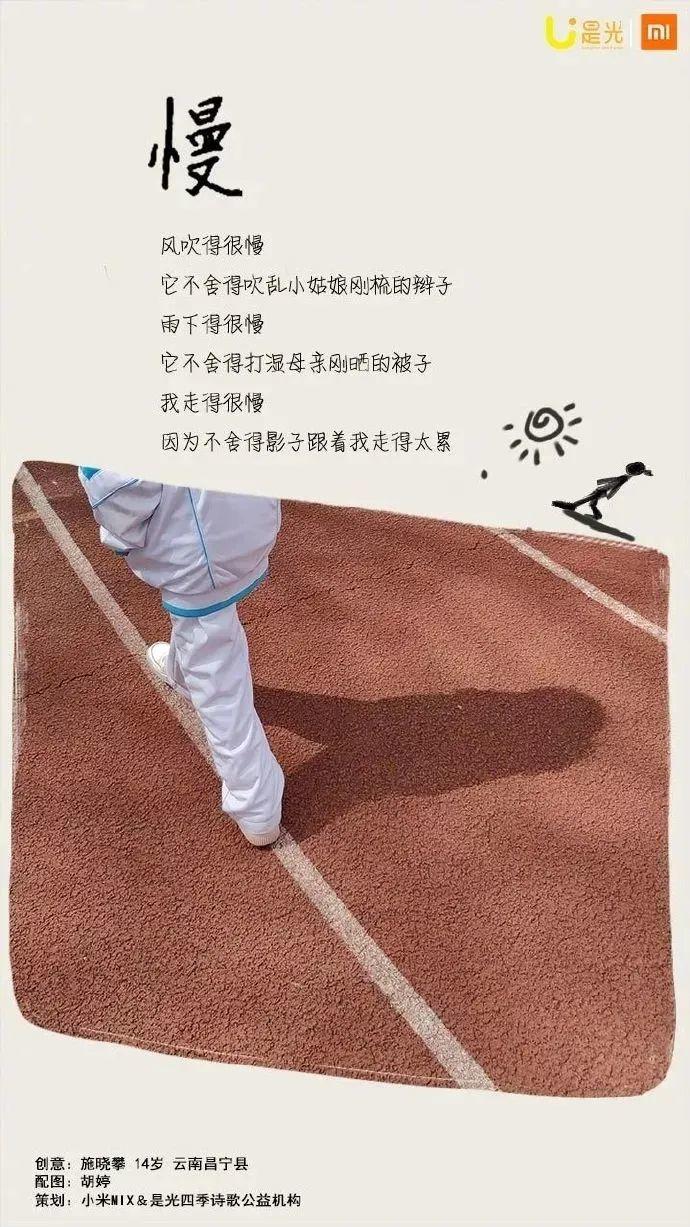 是光
慢
风吹得很慢
它不舍得吹乱小姑娘刚梳的辫子
雨下得很慢
它不舍得打湿母亲刚晒的被子
我走得很慢
因为不舍得影子跟着我走得太累
创意：施晓攀 14岁 云南昌宁县
配图：胡婷
策划：小米MIX＆是光四季诗歌公益机构